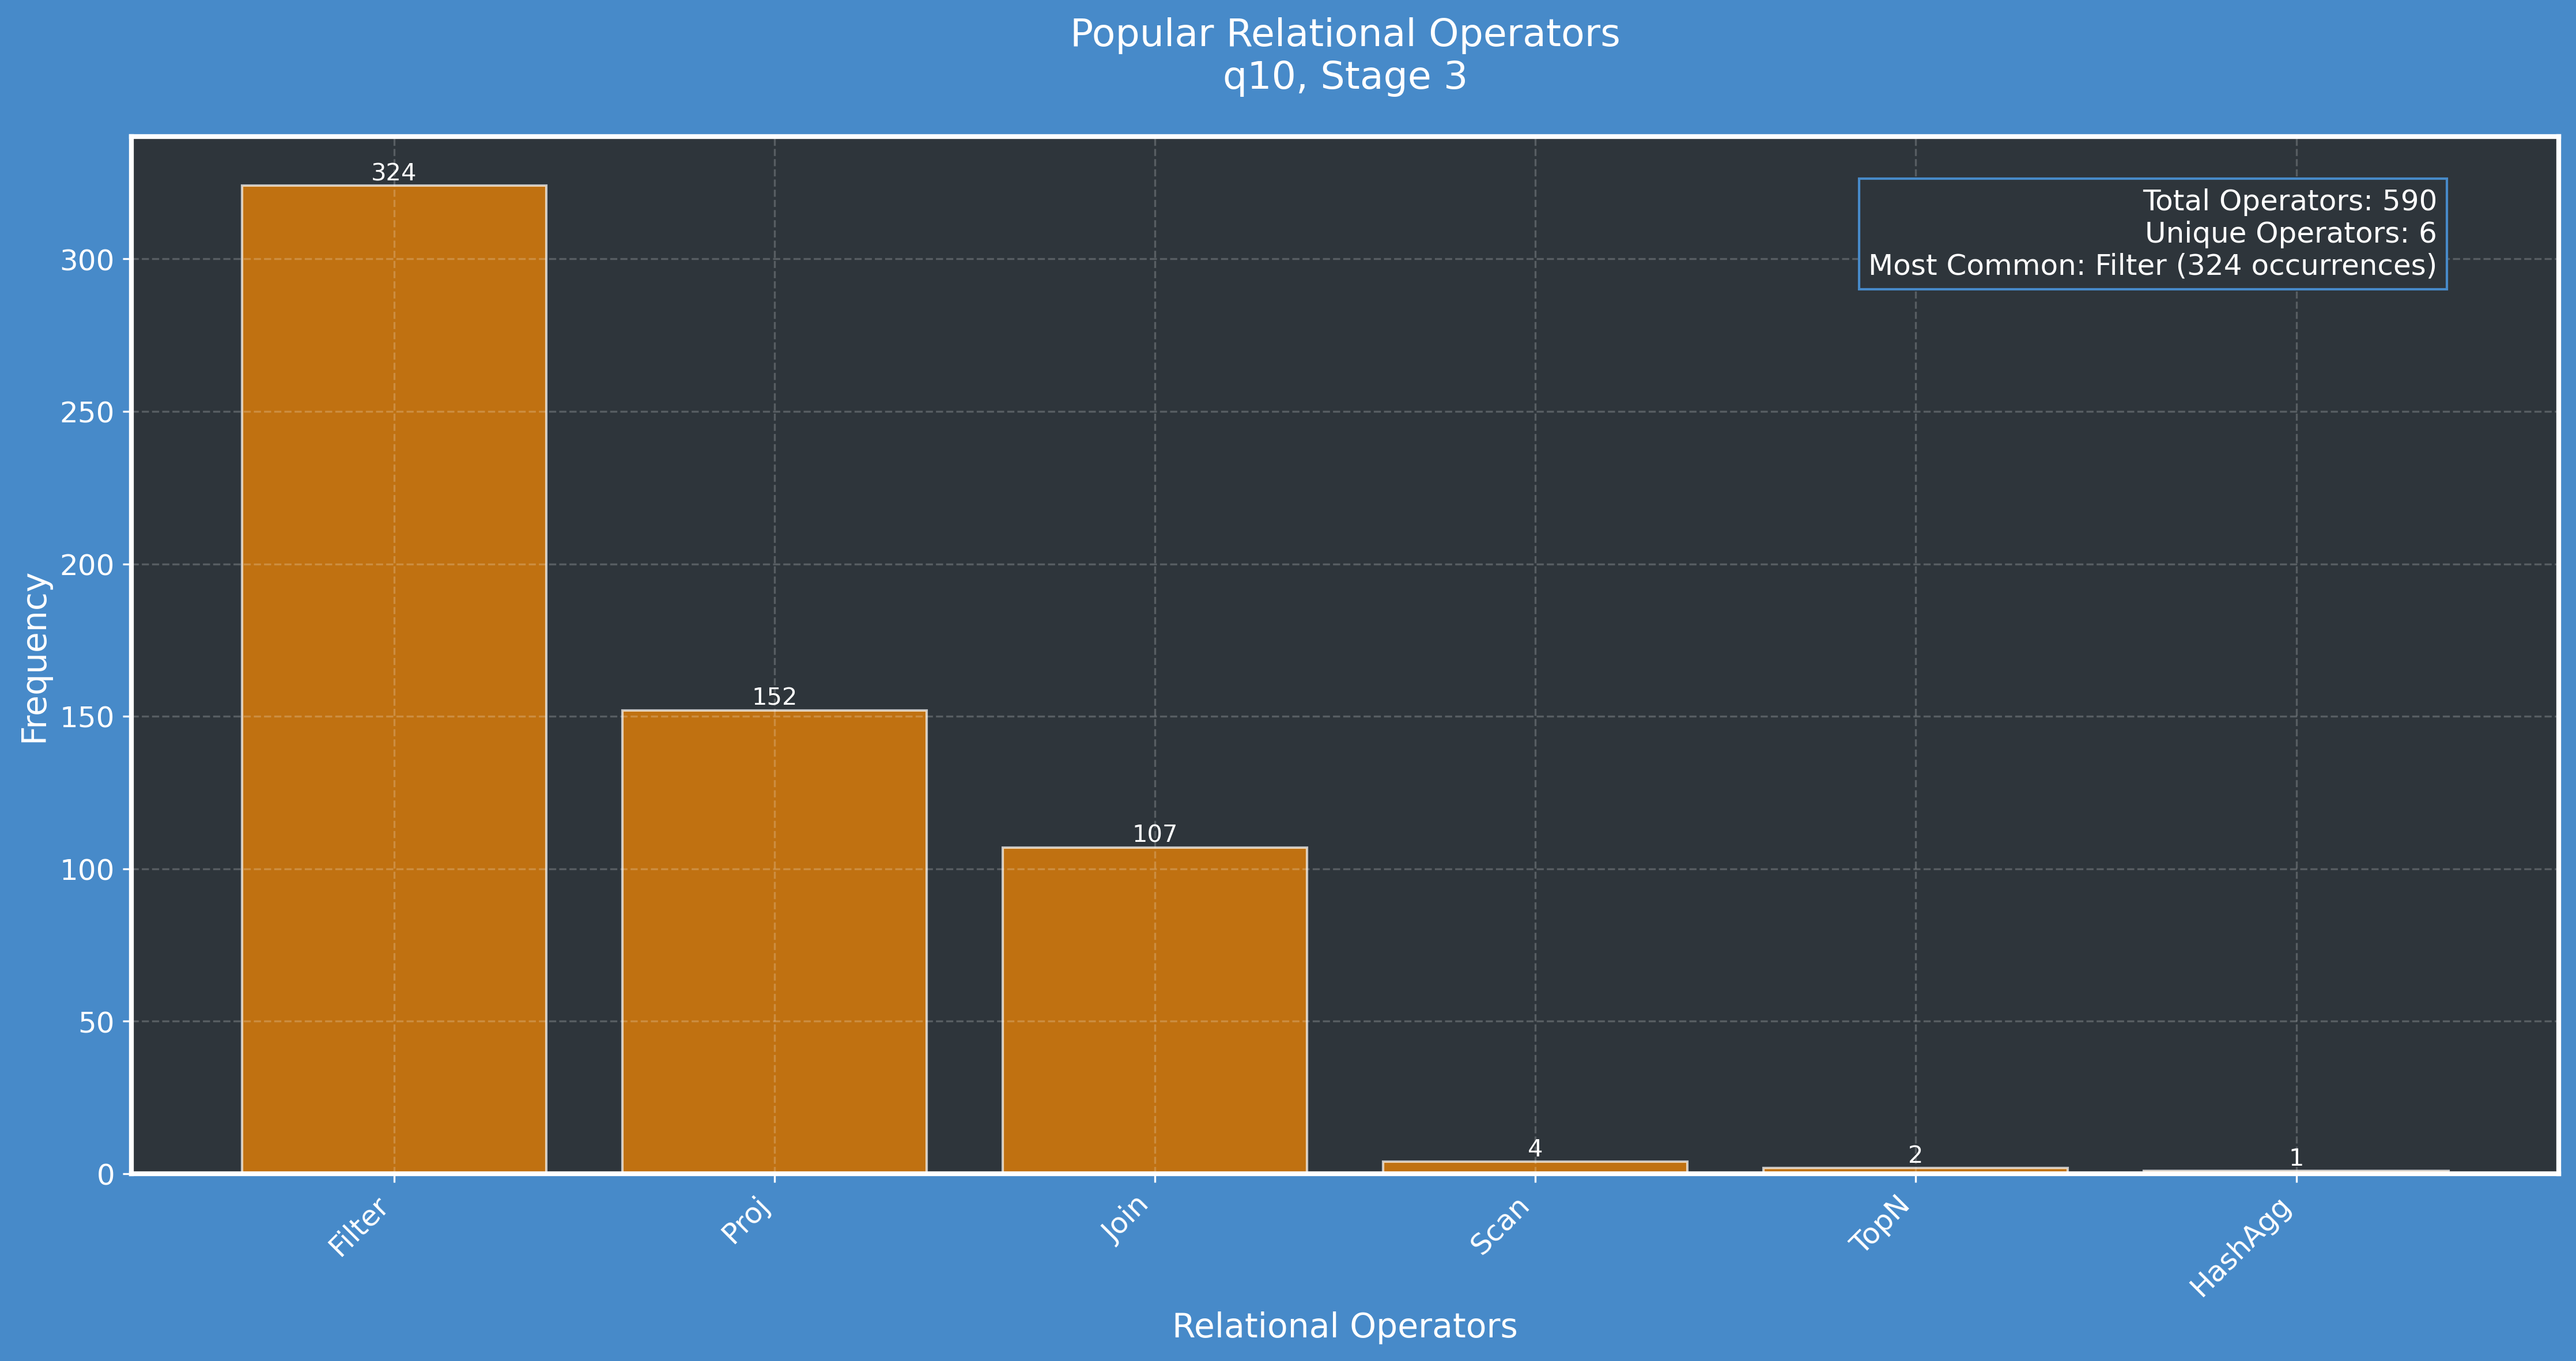 Popular Relational Operators
q10, Stage 3
324
Total Operators: 590
Unique Operators: 6
Most Common: Filter (324 occurrences)
300
250
200
152
150
107
100
50
4
2
1
0
Frequency
Filter
Proj
Join
Scan
TopN
HashAgg
Relational Operators